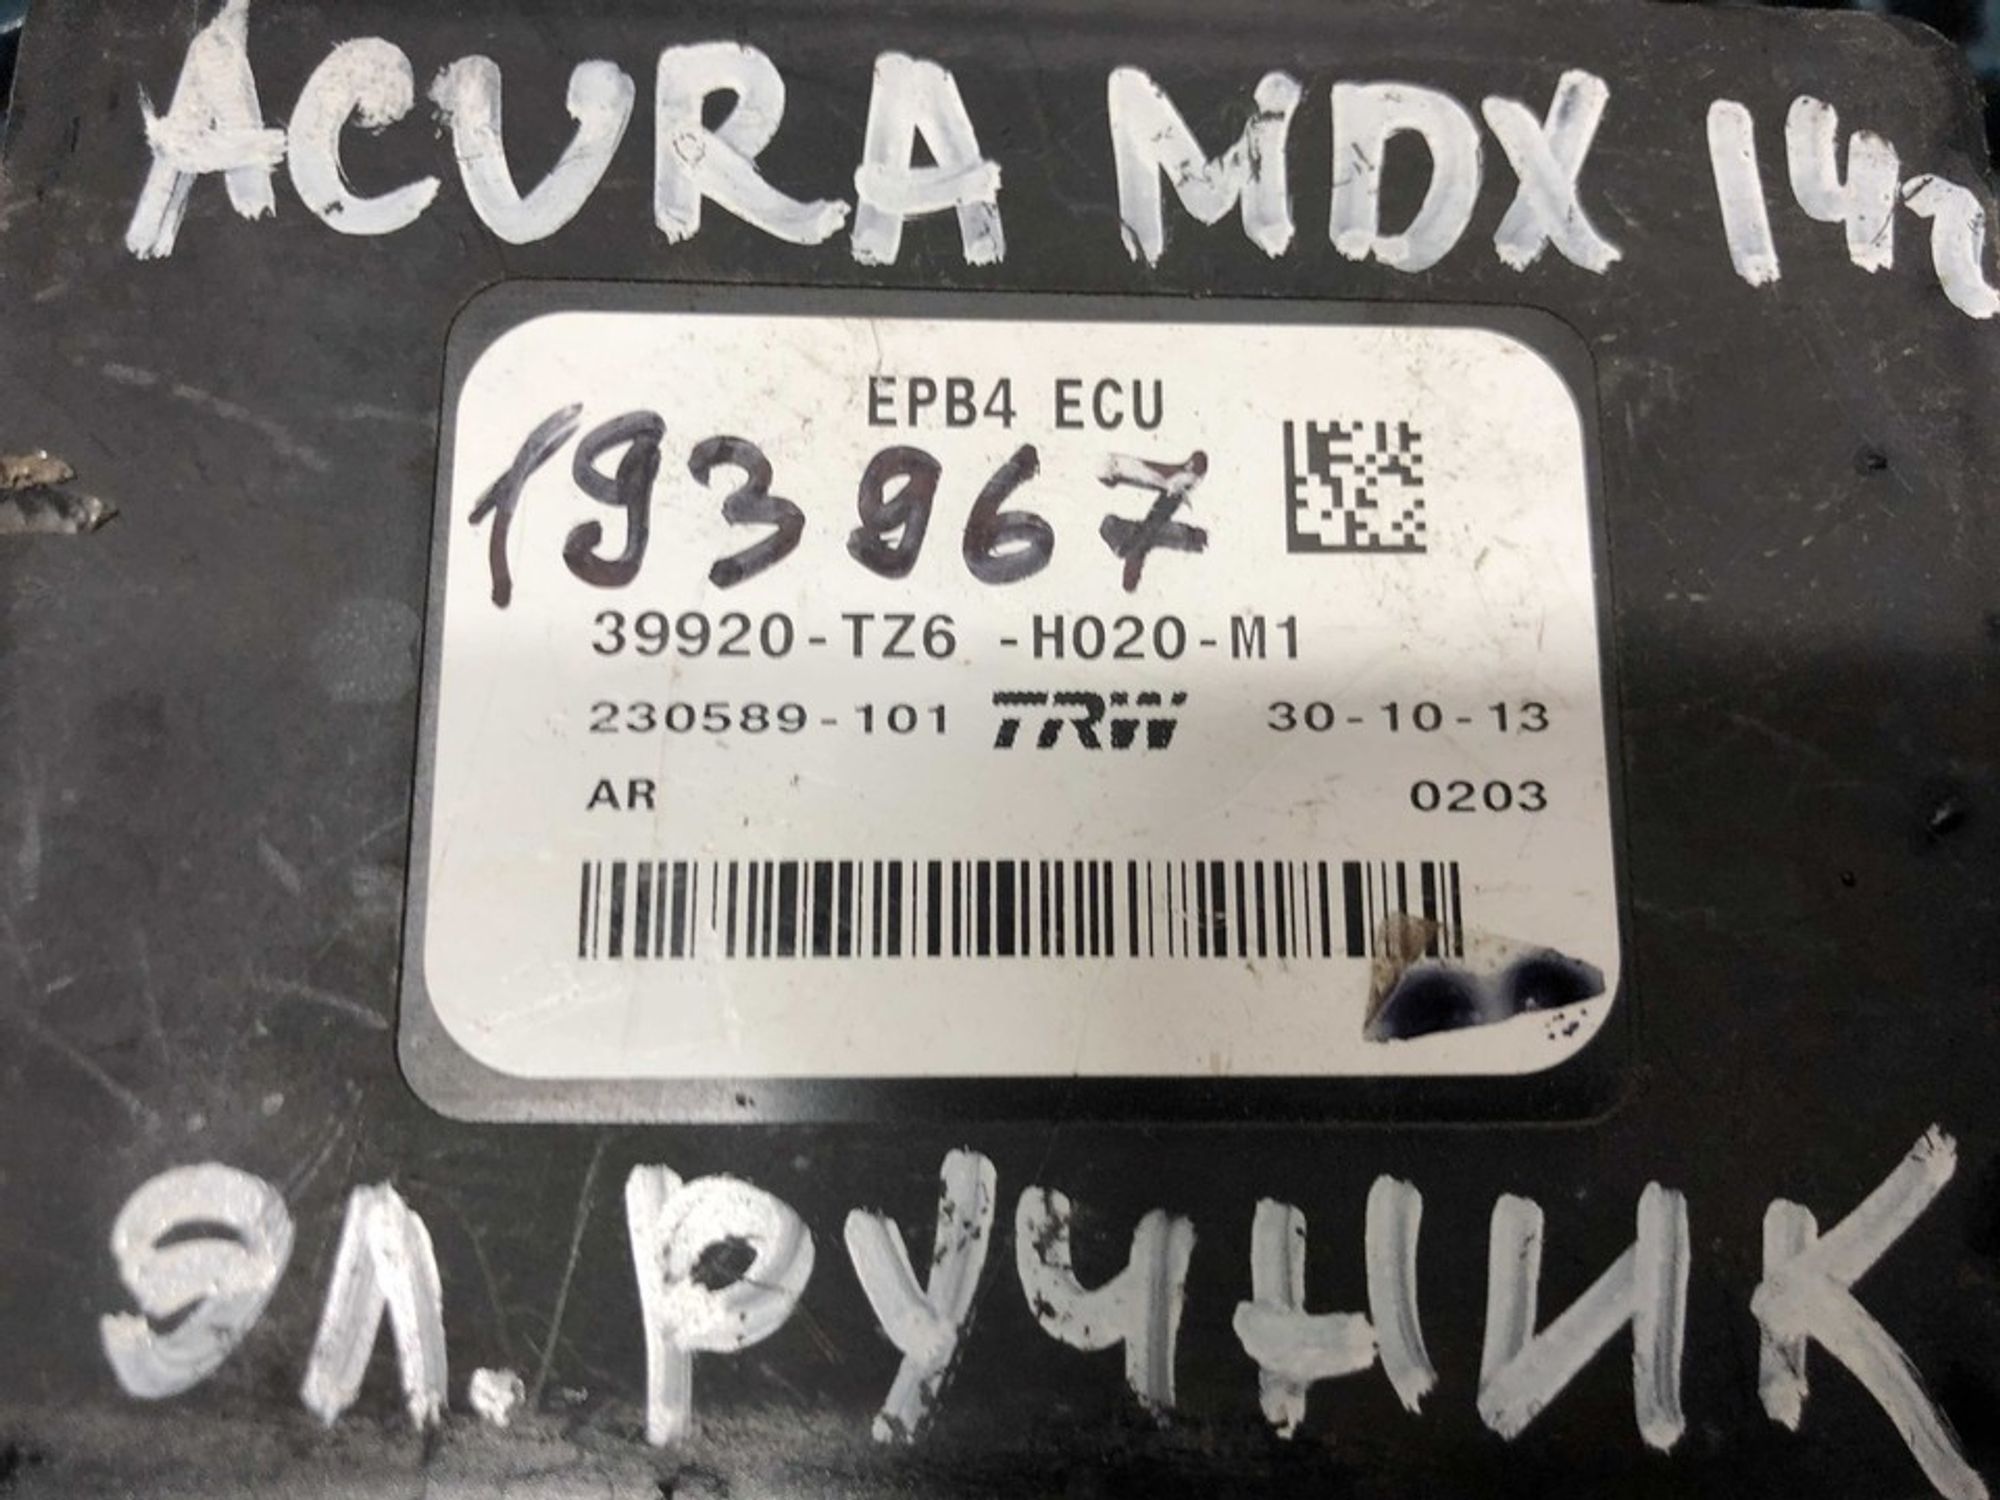 ACURA MDX 14г
EPB4 ECU
193967
39920-TZ6 -H020-M1
230589-101 TRW 30-10-13
AR 0203
ЭЛ. РУЧНИК